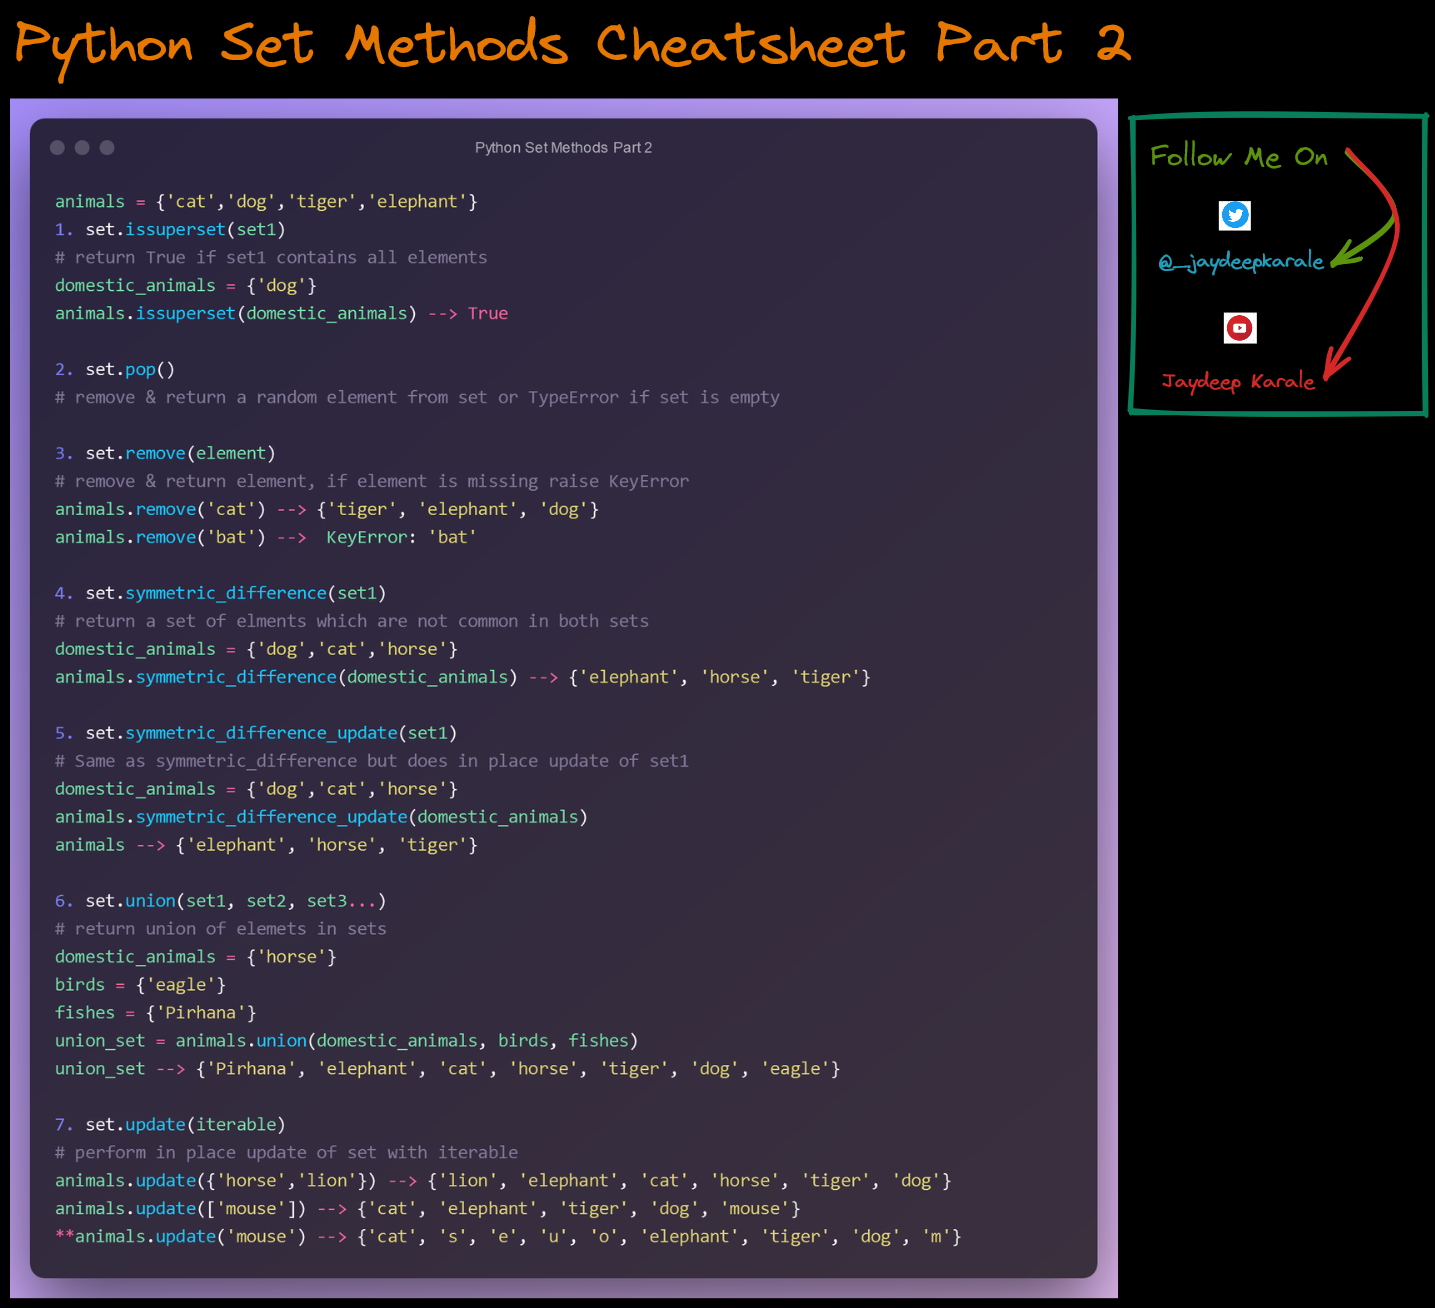 Python Set Methods Cheatsheet Part 2
Python Set Methods Part 2
animals = {'cat','dog','tiger','elephant'}
1. set.issuperset(set1)
# return True if set1 contains all elements
domestic_animals = {'dog'}
animals.issuperset(domestic_animals) --> True
2. set.pop()
# remove & return a random element from set or TypeError if set is empty
3. set.remove(element)
# remove & return element, if element is missing raise KeyError
animals.remove('cat') --> {'tiger', 'elephant', 'dog'}
animals.remove('bat') -->  KeyError: 'bat'
4. set.symmetric_difference(set1)
# return a set of elments which are not common in both sets
domestic_animals = {'dog','cat','horse'}
animals.symmetric_difference(domestic_animals) --> {'elephant', 'horse', 'tiger'}
5. set.symmetric_difference_update(set1)
# Same as symmetric_difference but does in place update of set1
domestic_animals = {'dog','cat','horse'}
animals.symmetric_difference_update(domestic_animals)
animals --> {'elephant', 'horse', 'tiger'}
6. set.union(set1, set2, set3...)
# return union of elemets in sets
domestic_animals = {'horse'}
birds = {'eagle'}
fishes = {'Pirhana'}
union_set = animals.union(domestic_animals, birds, fishes)
union_set --> {'Pirhana', 'elephant', 'cat', 'horse', 'tiger', 'dog', 'eagle'}
7. set.update(iterable)
# perform in place update of set with iterable
animals.update({'horse','lion'}) --> {'lion', 'elephant', 'cat', 'horse', 'tiger', 'dog'}
animals.update(['mouse']) --> {'cat', 'elephant', 'tiger', 'dog', 'mouse'}
**animals.update('mouse') --> {'cat', 's', 'e', 'u', 'o', 'elephant', 'tiger', 'dog', 'm'}
Follow Me On
@_jaydeepkarale
Jaydeep Karale